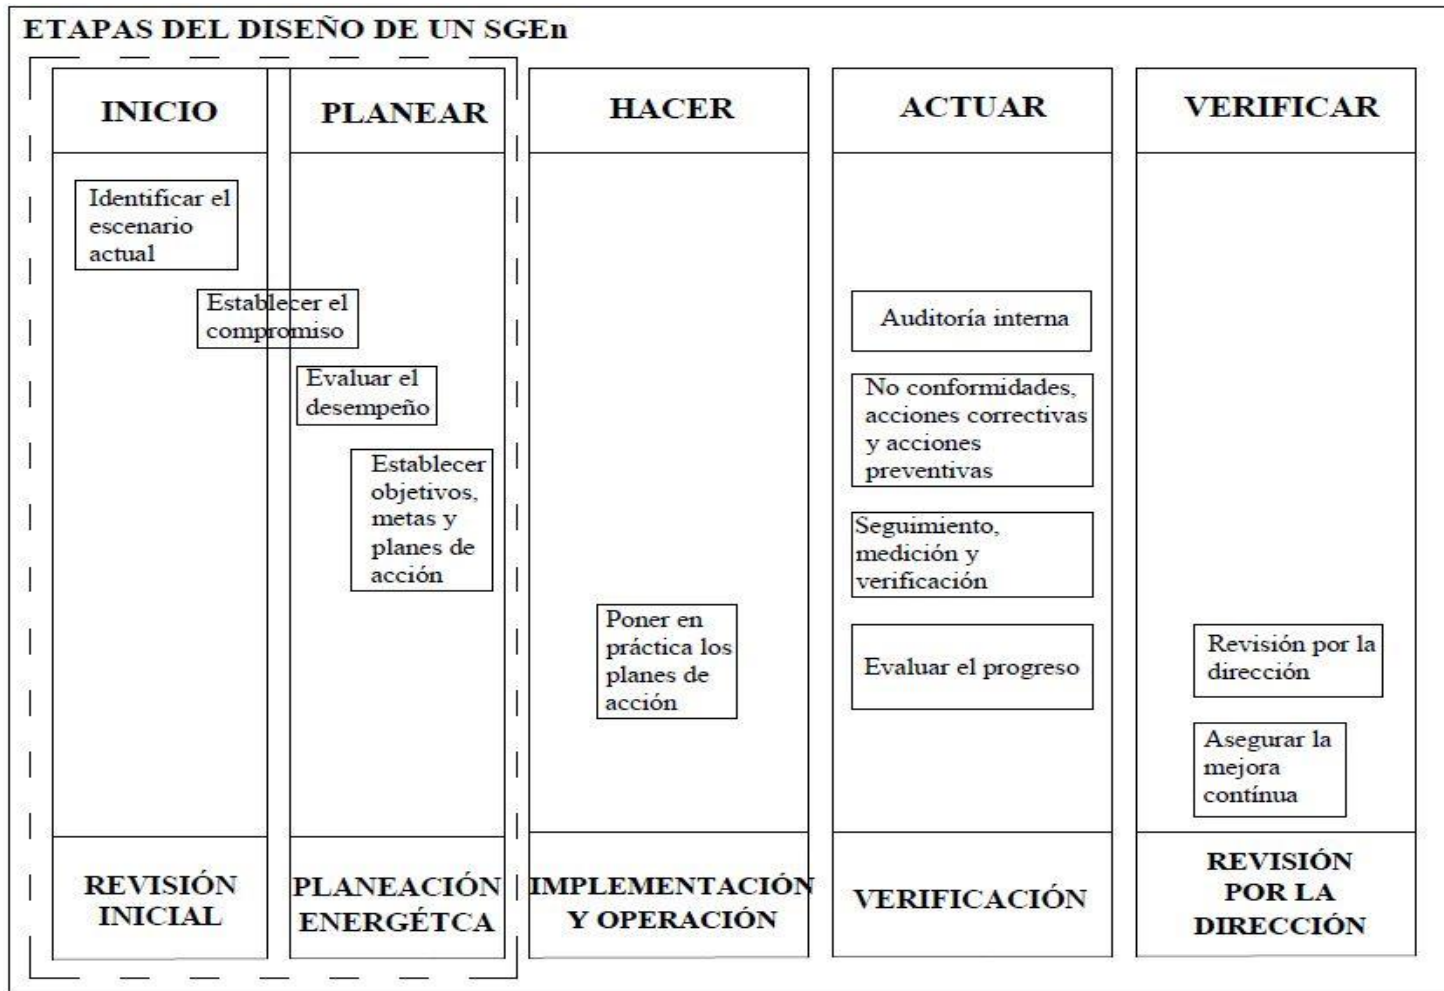 ETAPAS DEL DISEÑO DE UN SGEn
INICIO
PLANEAR
HACER
ACTUAR
VERIFICAR
Identificar el
escenario
actual
Establecer el
compromiso
Evaluar el
desempeño
Establecer
objetivos,
metas y
planes de
acción
Poner en
práctica los
planes de
acción
Auditoría interna
No conformidades,
acciones correctivas
y acciones
preventivas
Seguimiento,
medición y
verificación
Evaluar el progreso
Revisión por la
dirección
Asegurar la
mejora
contínua
REVISIÓN
INICIAL
PLANEACIÓN
ENERGÉTCA
IMPLEMENTACIÓN
Y OPERACIÓN
VERIFICACIÓN
REVISIÓN
POR LA
DIRECCIÓN